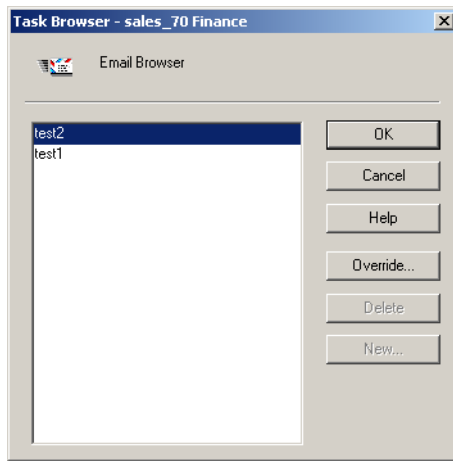 Task Browser - sales_70 Finance
Email Browser
test2
test1
OK
Cancel
Help
Override...
Delete
New...